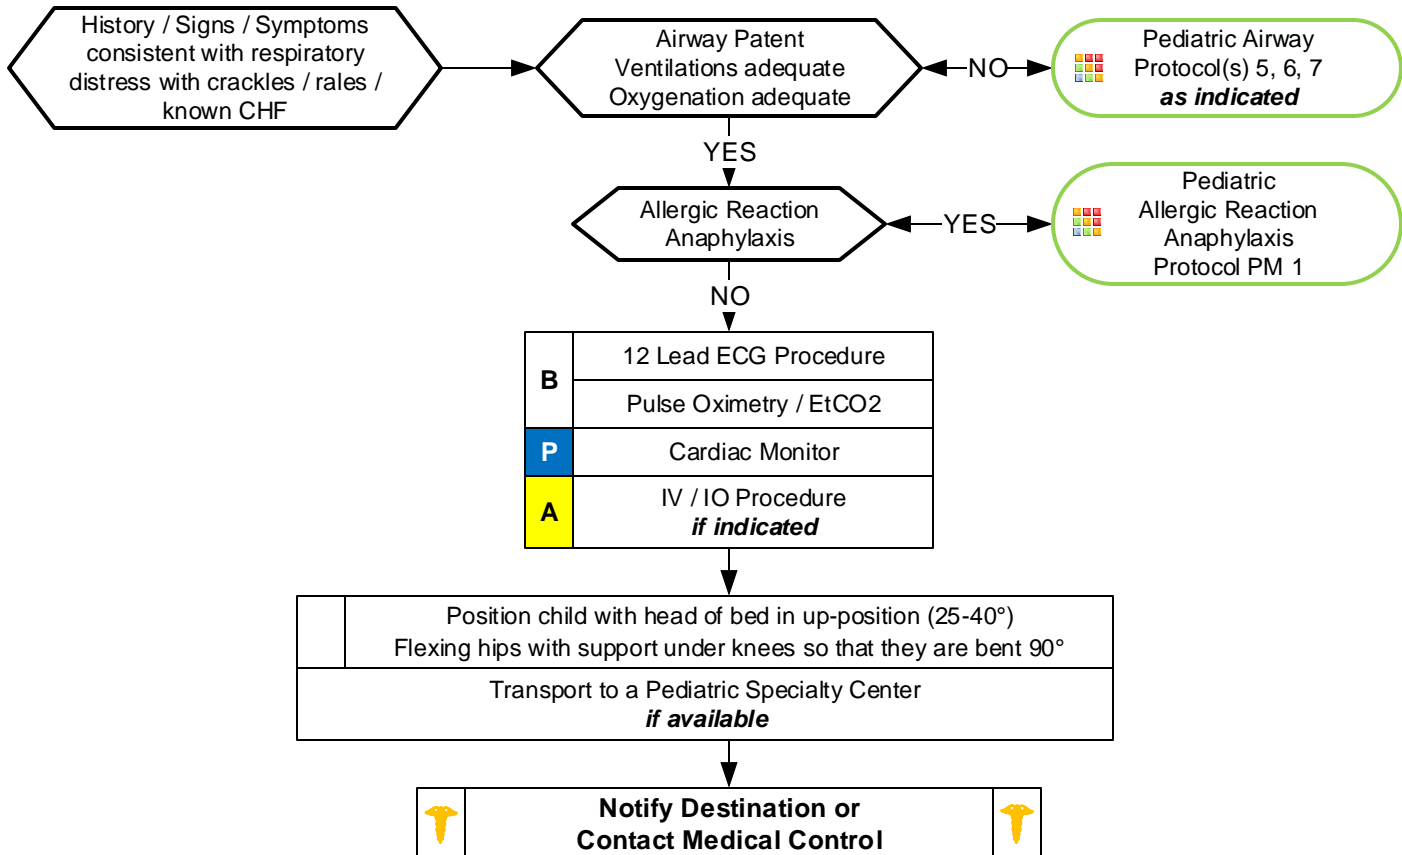 History / Signs / Symptoms
consistent with respiratory
distress with crackles / rales /
known CHF
Airway Patent
Ventilations adequate
Oxygenation adequate
NO
Pediatric Airway
Protocol(s) 5, 6, 7
as indicated
YES
Allergic Reaction
Anaphylaxis
YES
Pediatric
Allergic Reaction
Anaphylaxis
Protocol PM 1
NO
B
12 Lead ECG Procedure
Pulse Oximetry / EtCO2
P
Cardiac Monitor
A
IV / IO Procedure
if indicated
Position child with head of bed in up-position (25-40°)
Flexing hips with support under knees so that they are bent 90°
Transport to a Pediatric Specialty Center
if available
Notify Destination or
Contact Medical Control